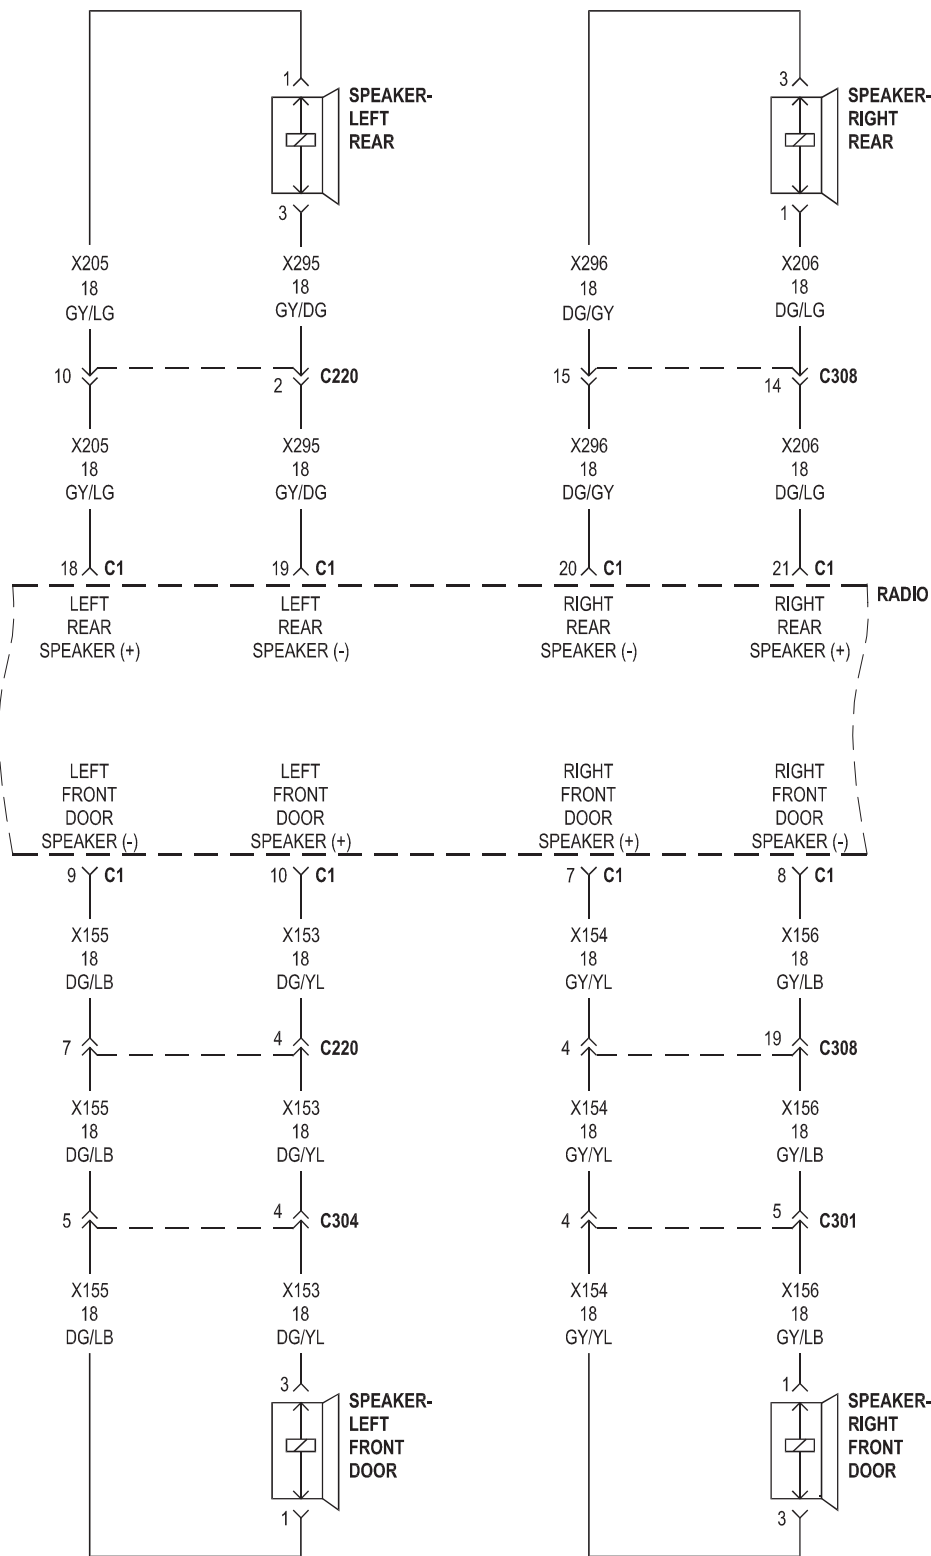 1
SPEAKER-
LEFT
REAR
3
3
SPEAKER-
RIGHT
REAR
1
X205
18
GY/LG
X295
18
GY/DG
X296
18
DG/GY
X206
18
DG/LG
10
2
C220
15
14
C308
X205
18
GY/LG
X295
18
GY/DG
X296
18
DG/GY
X206
18
DG/LG
18 C1
19 C1
20 C1
21 C1
RADIO
LEFT
REAR
SPEAKER (+)
LEFT
REAR
SPEAKER (-)
RIGHT
REAR
SPEAKER (-)
RIGHT
REAR
SPEAKER (+)
LEFT
FRONT
DOOR
SPEAKER (-)
LEFT
FRONT
DOOR
SPEAKER (+)
RIGHT
FRONT
DOOR
SPEAKER (+)
RIGHT
FRONT
DOOR
SPEAKER (-)
9 C1
10 C1
7 C1
8 C1
X155
18
DG/LB
X153
18
DG/YL
X154
18
GY/YL
X156
18
GY/LB
7
4
C220
4
19
C308
X155
18
DG/LB
X153
18
DG/YL
X154
18
GY/YL
X156
18
GY/LB
5
4
C304
4
5
C301
X155
18
DG/LB
X153
18
DG/YL
X154
18
GY/YL
X156
18
GY/LB
3
SPEAKER-
LEFT
FRONT
DOOR
1
1
SPEAKER-
RIGHT
FRONT
DOOR
3